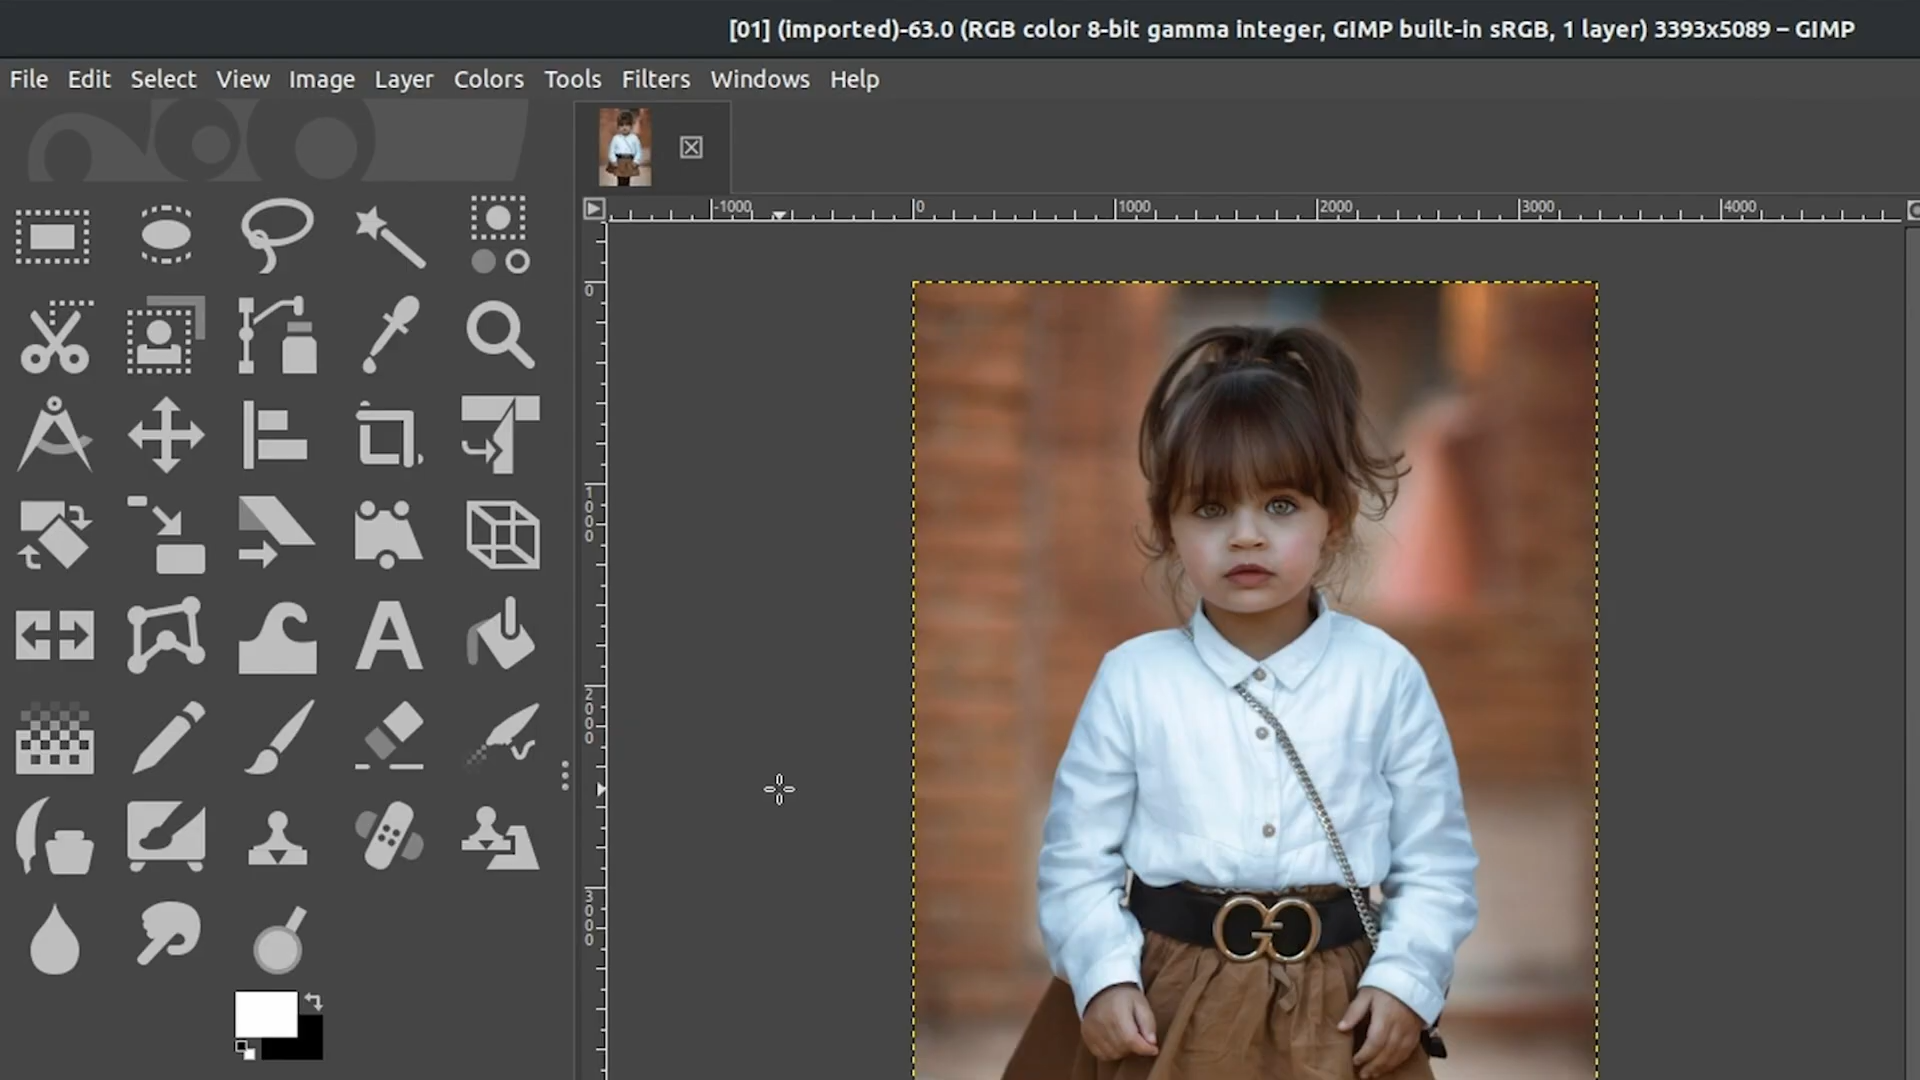 [01] (imported)-63.0 (RGB color 8-bit gamma integer, GIMP built-in sRGB, 1 layer) 3393x5089 – GIMP
File Edit Select View Image Layer Colors Tools Filters Windows Help
-1000 0 1000 2000 3000 4000
0
1000
2000
3000